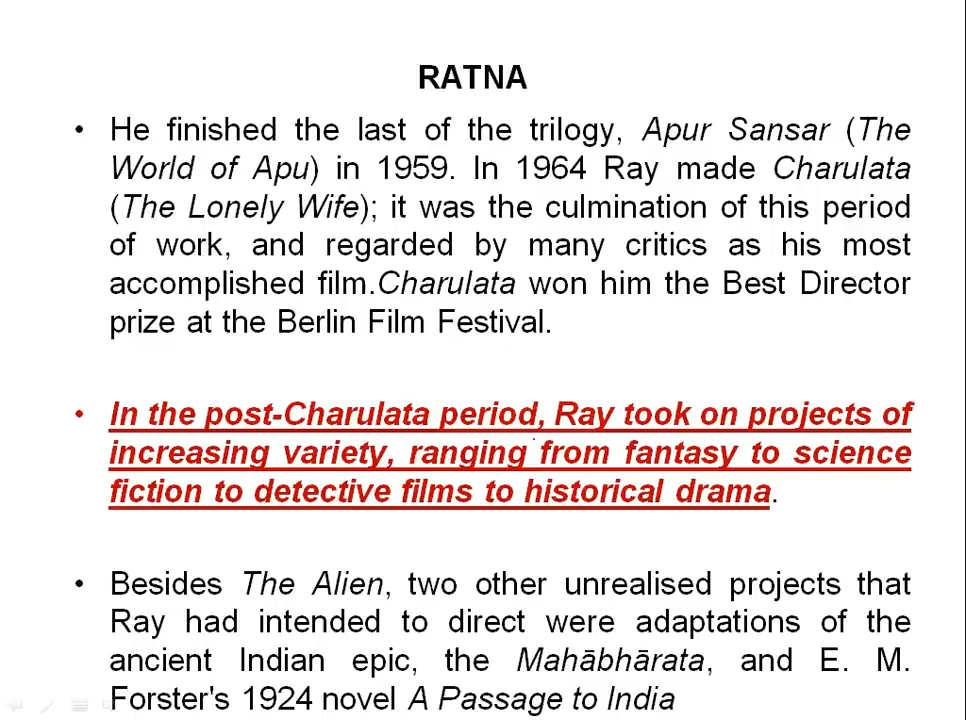 RATNA
• He finished the last of the trilogy, Apur Sansar (The
World of Apu) in 1959. In 1964 Ray made Charulata
(The Lonely Wife); it was the culmination of this period
of work, and regarded by many critics as his most
accomplished film.Charulata won him the Best Director
prize at the Berlin Film Festival.
• In the post-Charulata period, Ray took on projects of
increasing variety, ranging from fantasy to science
fiction to detective films to historical drama.
• Besides The Alien, two other unrealised projects that
Ray had intended to direct were adaptations of the
ancient Indian epic, the Mahābhārata, and E. M.
Forster's 1924 novel A Passage to India